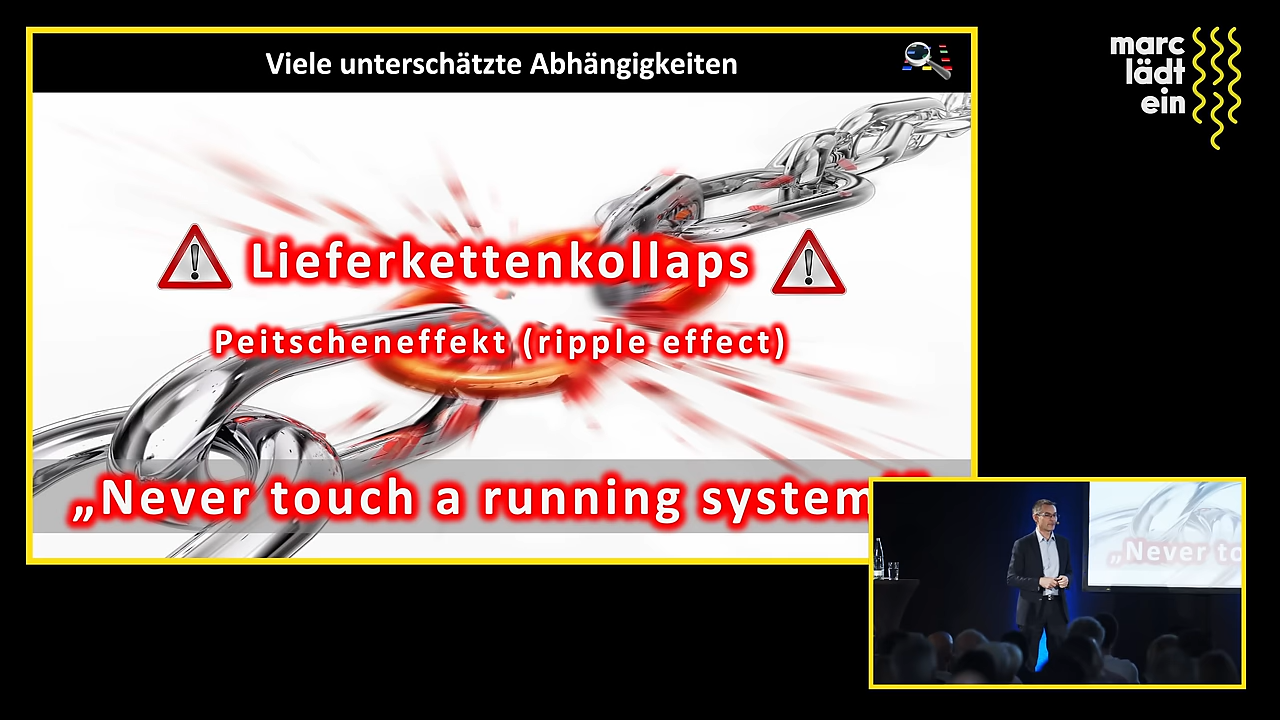 Viele unterschätzte Abhängigkeiten
marc
lädt
ein
Lieferkettenkollaps
Peitscheneffekt (ripple effect)
„Never touch a running system“
„Never to